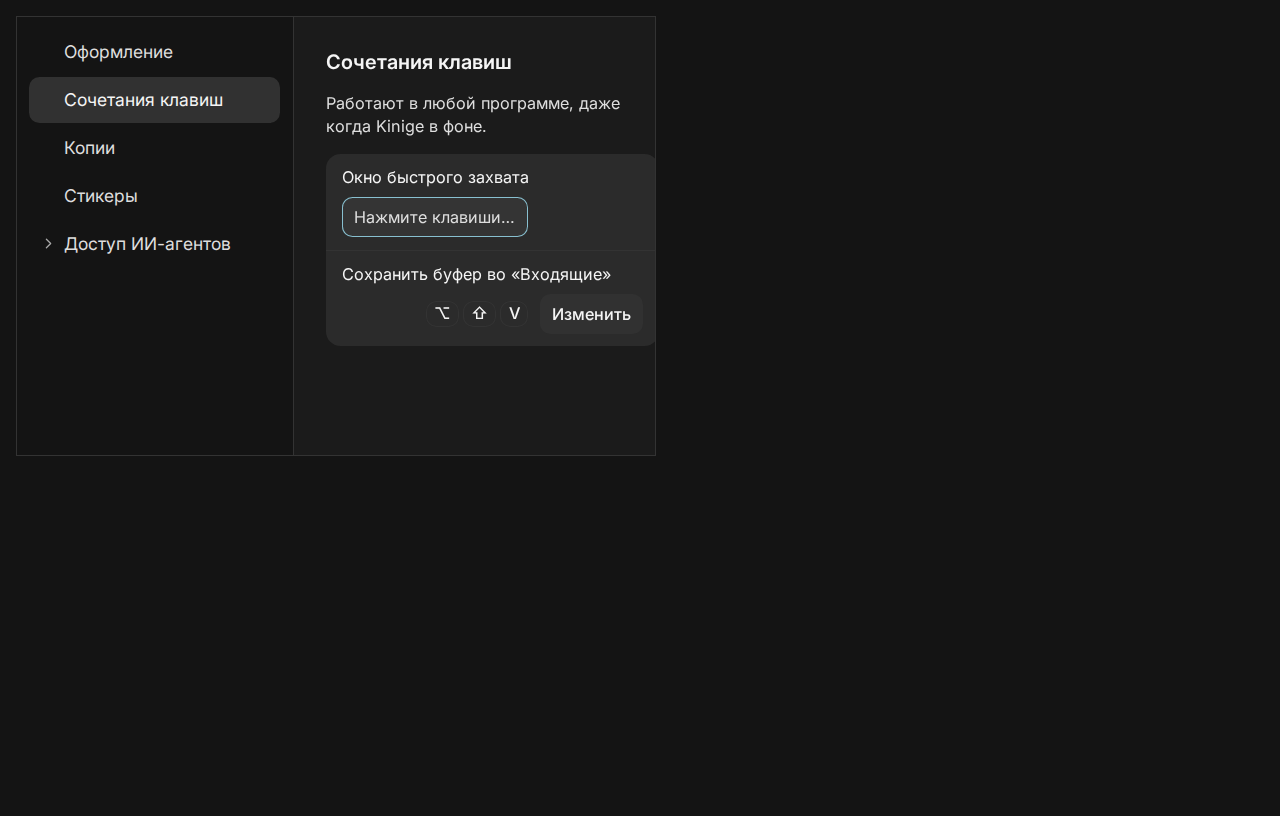 Оформление
Сочетания клавиш
Копии
Стикеры
Доступ ИИ-агентов
Сочетания клавиш
Работают в любой программе, даже
когда Kinige в фоне.
Окно быстрого захвата
Нажмите клавиши…
Сохранить буфер во «Входящие»
⌥ ⇧ V Изменить